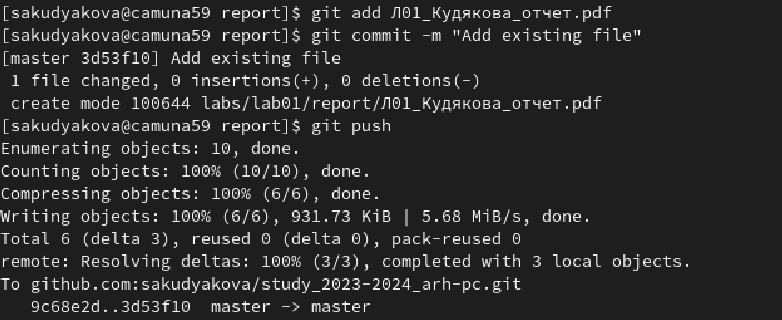 [sakudyakova@camuna59 report]$ git add Л01_Кудякова_отчет.pdf
[sakudyakova@camuna59 report]$ git commit -m "Add existing file"
[master 3d53f10] Add existing file
 1 file changed, 0 insertions(+), 0 deletions(-)
 create mode 100644 labs/lab01/report/Л01_Кудякова_отчет.pdf
[sakudyakova@camuna59 report]$ git push
Enumerating objects: 10, done.
Counting objects: 100% (10/10), done.
Compressing objects: 100% (6/6), done.
Writing objects: 100% (6/6), 931.73 KiB | 5.68 MiB/s, done.
Total 6 (delta 3), reused 0 (delta 0), pack-reused 0
remote: Resolving deltas: 100% (3/3), completed with 3 local objects.
To github.com:sakudyakova/study_2023-2024_arh-pc.git
   9c68e2d..3d53f10  master -> master